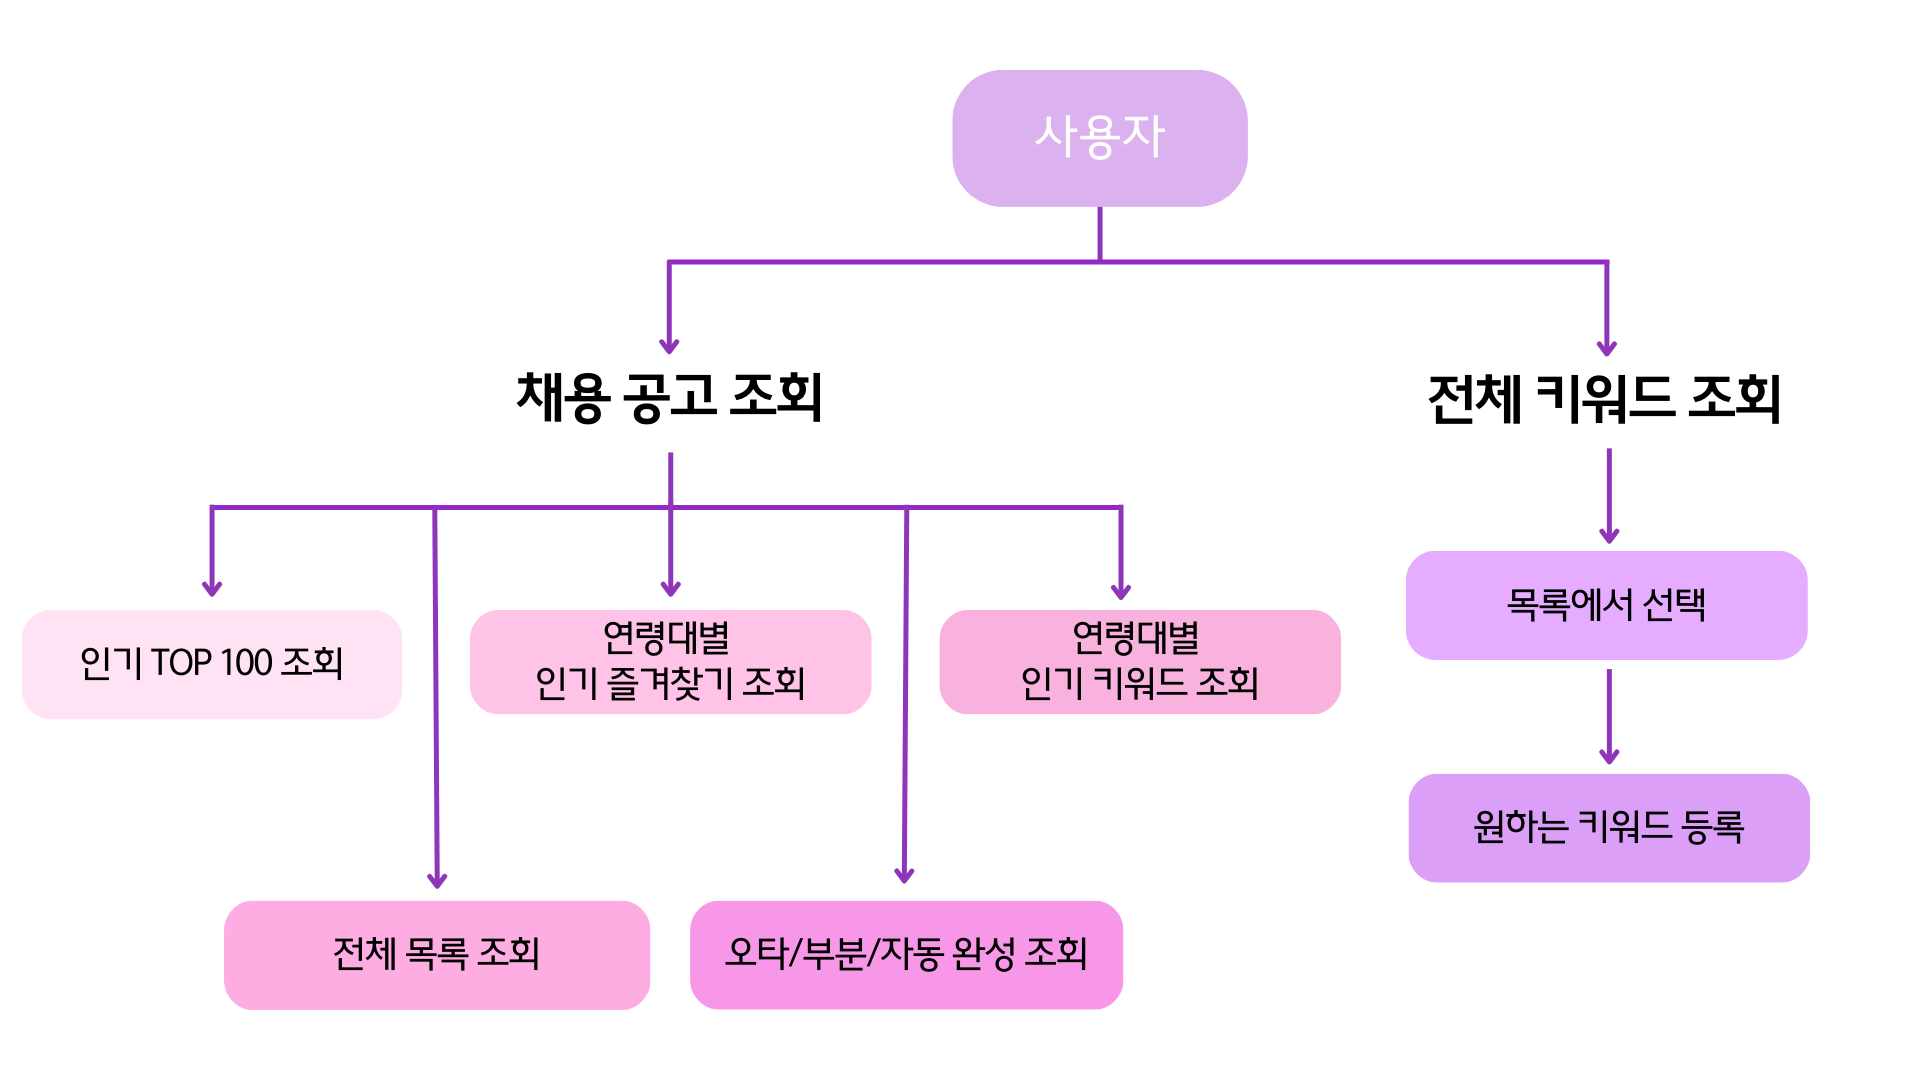 사용자
채용 공고 조회
전체 키워드 조회
인기 TOP 100 조회
연령대별
인기 즐겨찾기 조회
연령대별
인기 키워드 조회
목록에서 선택
원하는 키워드 등록
전체 목록 조회
오타/부분/자동 완성 조회